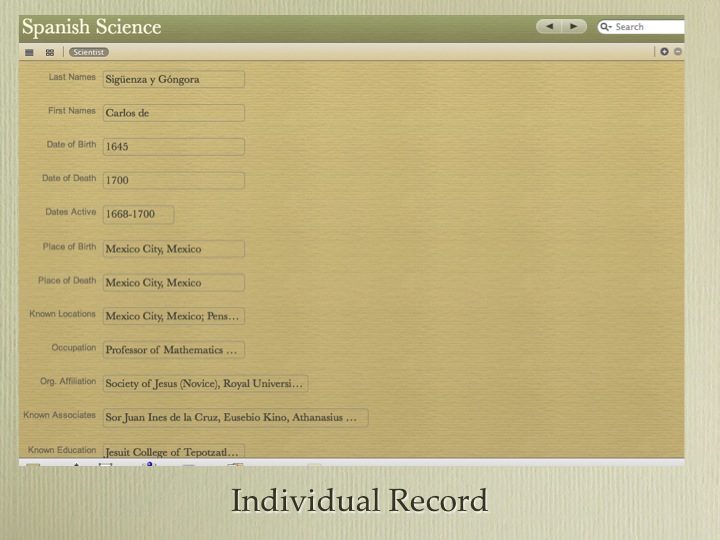 Spanish Science
Search
Scientist
Last Names Sigüenza y Góngora
First Names Carlos de
Date of Birth 1645
Date of Death 1700
Dates Active 1668-1700
Place of Birth Mexico City, Mexico
Place of Death Mexico City, Mexico
Known Locations Mexico City, Mexico; Pens…
Occupation Professor of Mathematics …
Org. Affiliation Society of Jesus (Novice), Royal Universi…
Known Associates Sor Juan Ines de la Cruz, Eusebio Kino, Athanasius …
Known Education Jesuit College of Tepotzatl…
Individual Record